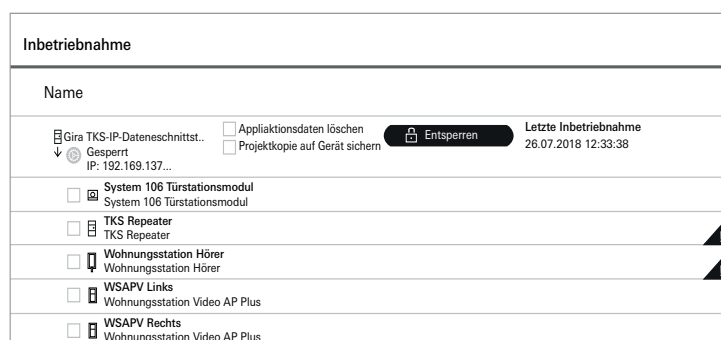 Inbetriebnahme
Name
Gira TKS-IP-Dateneschnittst..
Gesperrt
IP: 192.169.137...
Appliaktionsdaten löschen
Projektkopie auf Gerät sichern
Entsperren
Letzte Inbetriebnahme
26.07.2018 12:33:38
System 106 Türstationsmodul
System 106 Türstationsmodul
TKS Repeater
TKS Repeater
Wohnungsstation Hörer
Wohnungsstation Hörer
WSAPV Links
Wohnungsstation Video AP Plus
WSAPV Rechts
Wohnungsstation Video AP Plus